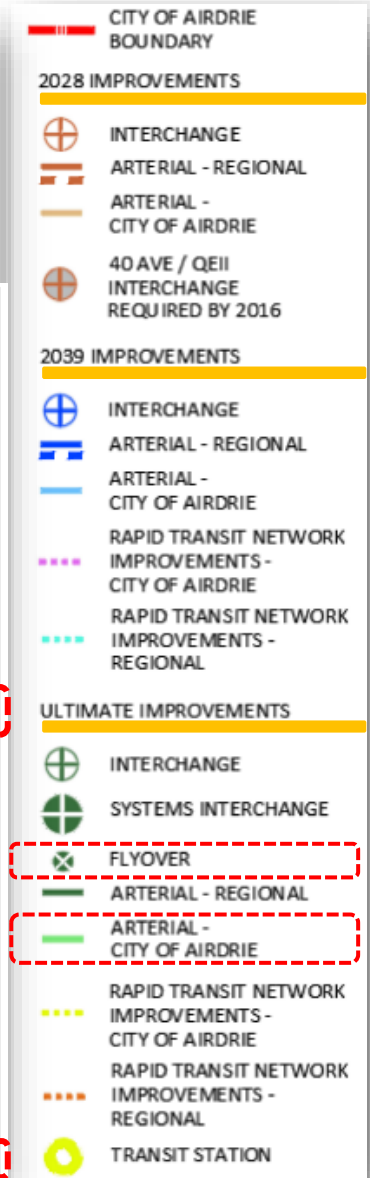 CITY OF AIRDRIE
BOUNDARY
2028 IMPROVEMENTS
INTERCHANGE
ARTERIAL - REGIONAL
ARTERIAL -
CITY OF AIRDRIE
40 AVE / QEII
INTERCHANGE
REQUIRED BY 2016
2039 IMPROVEMENTS
INTERCHANGE
ARTERIAL - REGIONAL
ARTERIAL -
CITY OF AIRDRIE
RAPID TRANSIT NETWORK
IMPROVEMENTS -
CITY OF AIRDRIE
RAPID TRANSIT NETWORK
IMPROVEMENTS -
REGIONAL
ULTIMATE IMPROVEMENTS
INTERCHANGE
SYSTEMS INTERCHANGE
FLYOVER
ARTERIAL - REGIONAL
ARTERIAL -
CITY OF AIRDRIE
RAPID TRANSIT NETWORK
IMPROVEMENTS -
CITY OF AIRDRIE
RAPID TRANSIT NETWORK
IMPROVEMENTS -
REGIONAL
TRANSIT STATION